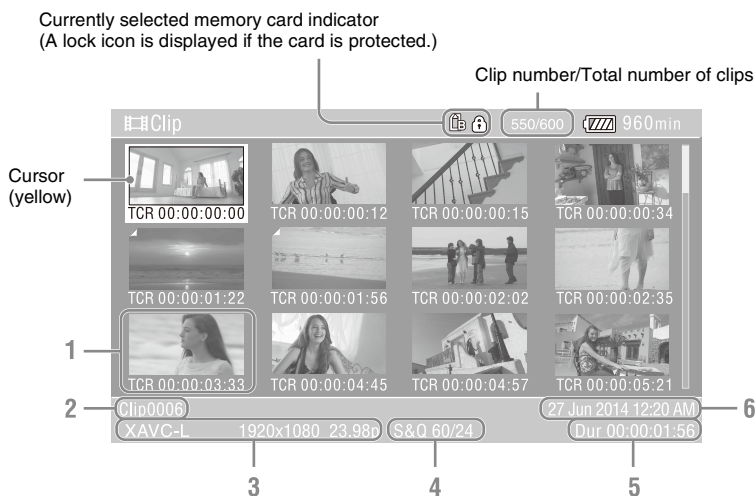 Currently selected memory card indicator
(A lock icon is displayed if the card is protected.)
Clip number/Total number of clips
Clip
B
550/600
960min
Cursor
(yellow)
TCR 00:00:00:00
TCR 00:00:00:12
TCR 00:00:00:15
TCR 00:00:00:34
TCR 00:00:01:22
TCR 00:00:01:56
TCR 00:00:02:02
TCR 00:00:02:35
1
TCR 00:00:03:33
TCR 00:00:04:45
TCR 00:00:04:57
TCR 00:00:05:21
2
Clip0006
27 Jun 2014 12:20 AM
6
XAVC-L
1920x1080 23.98p
S&Q 60/24
Dur 00:00:01:56
3
4
5